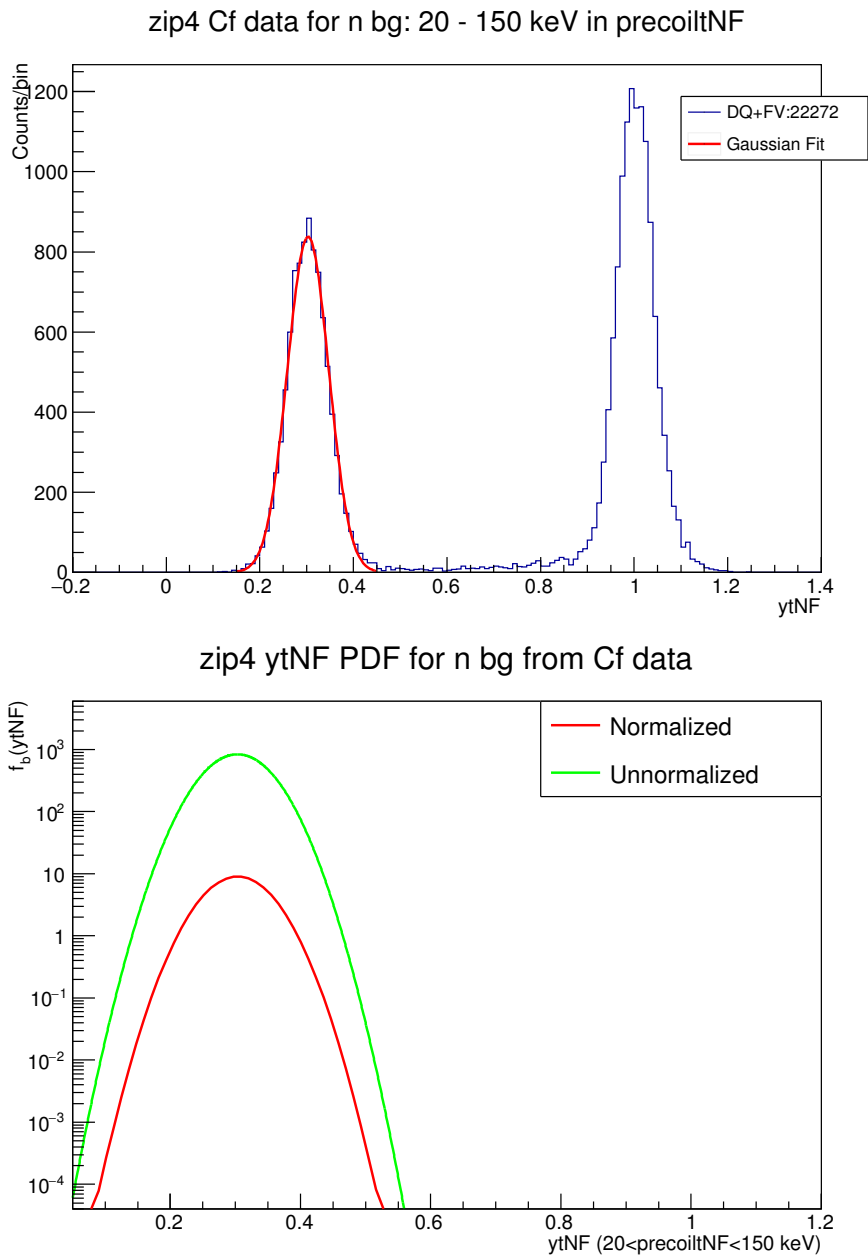 zip4 Cf data for n bg: 20 - 150 keV in precoiltNF
Counts/bin
1200
1000
800
600
400
200
0
DQ+FV:22272
Gaussian Fit
−0.2 0 0.2 0.4 0.6 0.8 1 1.2 1.4
ytNF
zip4 ytNF PDF for n bg from Cf data
f_b(ytNF)
10³
10²
10
1
10⁻¹
10⁻²
10⁻³
10⁻⁴
Normalized
Unnormalized
0.2 0.4 0.6 0.8 1 1.2
ytNF (20<precoiltNF<150 keV)